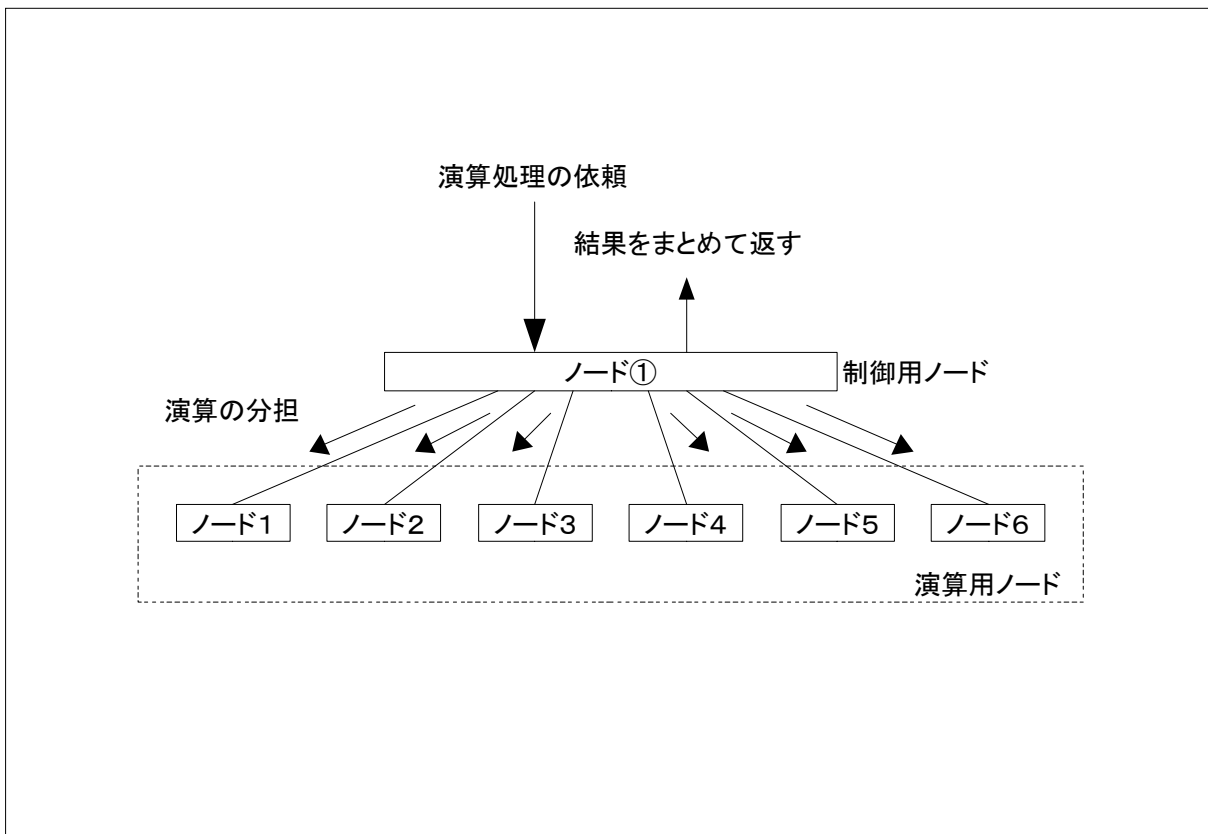 演算処理の依頼
結果をまとめて返す
ノード①
制御用ノード
演算の分担
ノード1
ノード2
ノード3
ノード4
ノード5
ノード6
演算用ノード